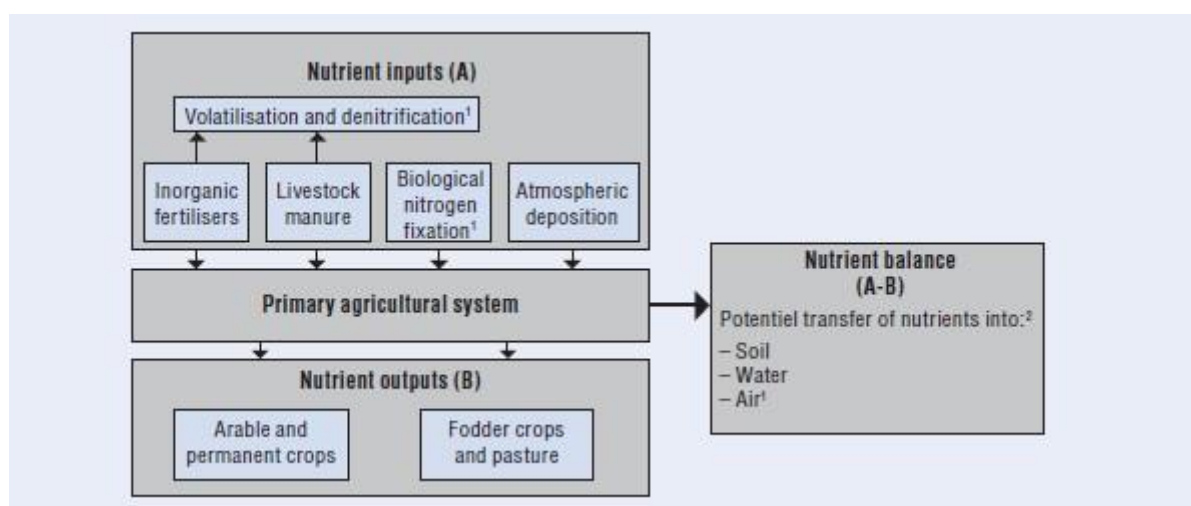 Nutrient inputs (A)
Volatilisation and denitrification¹
Inorganic
fertilisers
Livestock
manure
Biological
nitrogen
fixation¹
Atmospheric
deposition
Primary agricultural system
Nutrient outputs (B)
Arable and
permanent crops
Fodder crops
and pasture
Nutrient balance
(A-B)
Potentiel transfer of nutrients into:²
– Soil
– Water
– Air¹